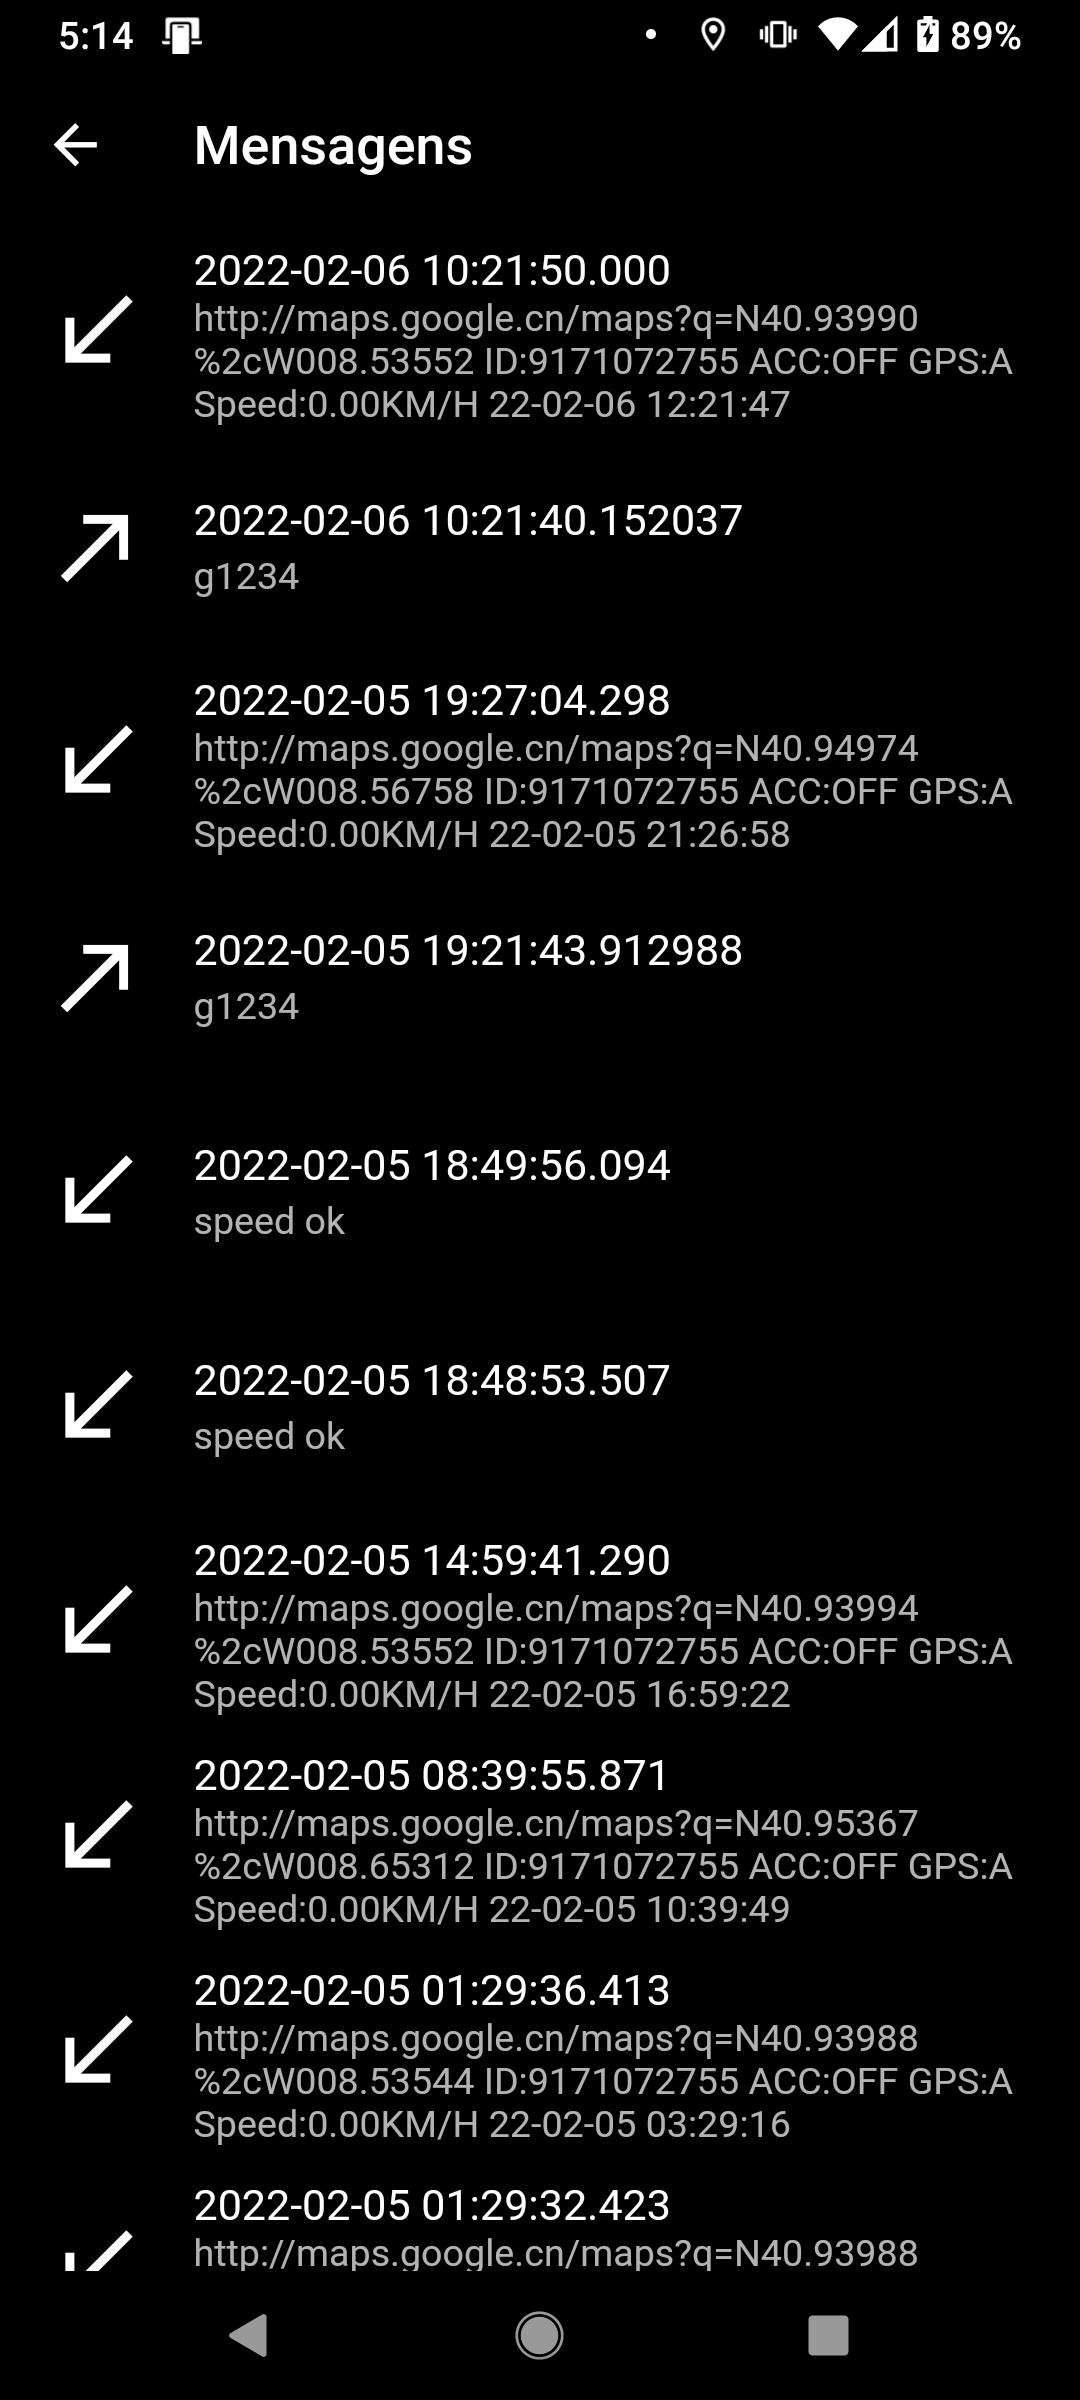 5:14 89%
Mensagens
2022-02-06 10:21:50.000
http://maps.google.cn/maps?q=N40.93990
%2cW008.53552 ID:9171072755 ACC:OFF GPS:A
Speed:0.00KM/H 22-02-06 12:21:47
2022-02-06 10:21:40.152037
g1234
2022-02-05 19:27:04.298
http://maps.google.cn/maps?q=N40.94974
%2cW008.56758 ID:9171072755 ACC:OFF GPS:A
Speed:0.00KM/H 22-02-05 21:26:58
2022-02-05 19:21:43.912988
g1234
2022-02-05 18:49:56.094
speed ok
2022-02-05 18:48:53.507
speed ok
2022-02-05 14:59:41.290
http://maps.google.cn/maps?q=N40.93994
%2cW008.53552 ID:9171072755 ACC:OFF GPS:A
Speed:0.00KM/H 22-02-05 16:59:22
2022-02-05 08:39:55.871
http://maps.google.cn/maps?q=N40.95367
%2cW008.65312 ID:9171072755 ACC:OFF GPS:A
Speed:0.00KM/H 22-02-05 10:39:49
2022-02-05 01:29:36.413
http://maps.google.cn/maps?q=N40.93988
%2cW008.53544 ID:9171072755 ACC:OFF GPS:A
Speed:0.00KM/H 22-02-05 03:29:16
2022-02-05 01:29:32.423
http://maps.google.cn/maps?q=N40.93988